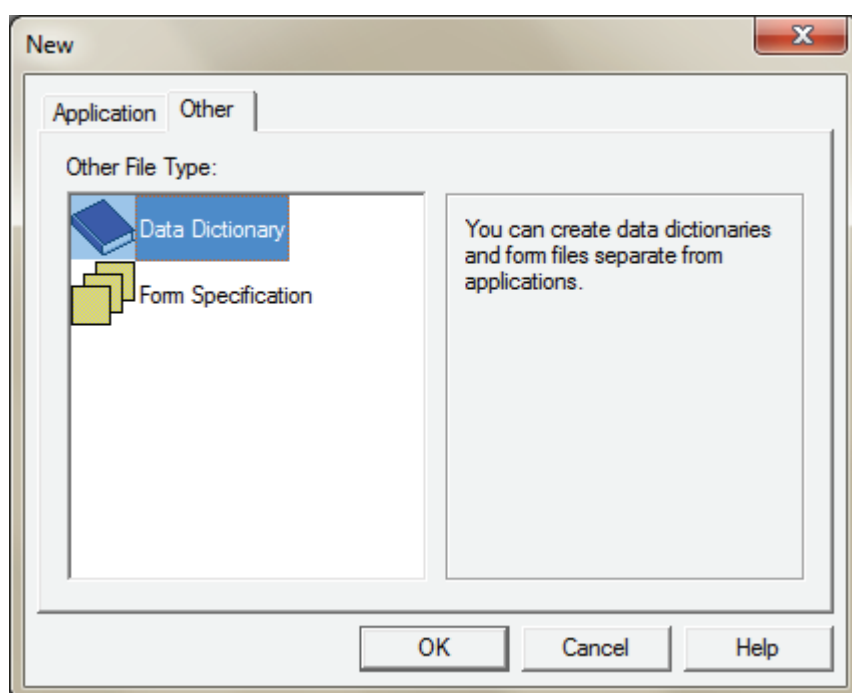 New
Application Other
Other File Type:
Data Dictionary
Form Specification
You can create data dictionaries
and form files separate from
applications.
OK Cancel Help